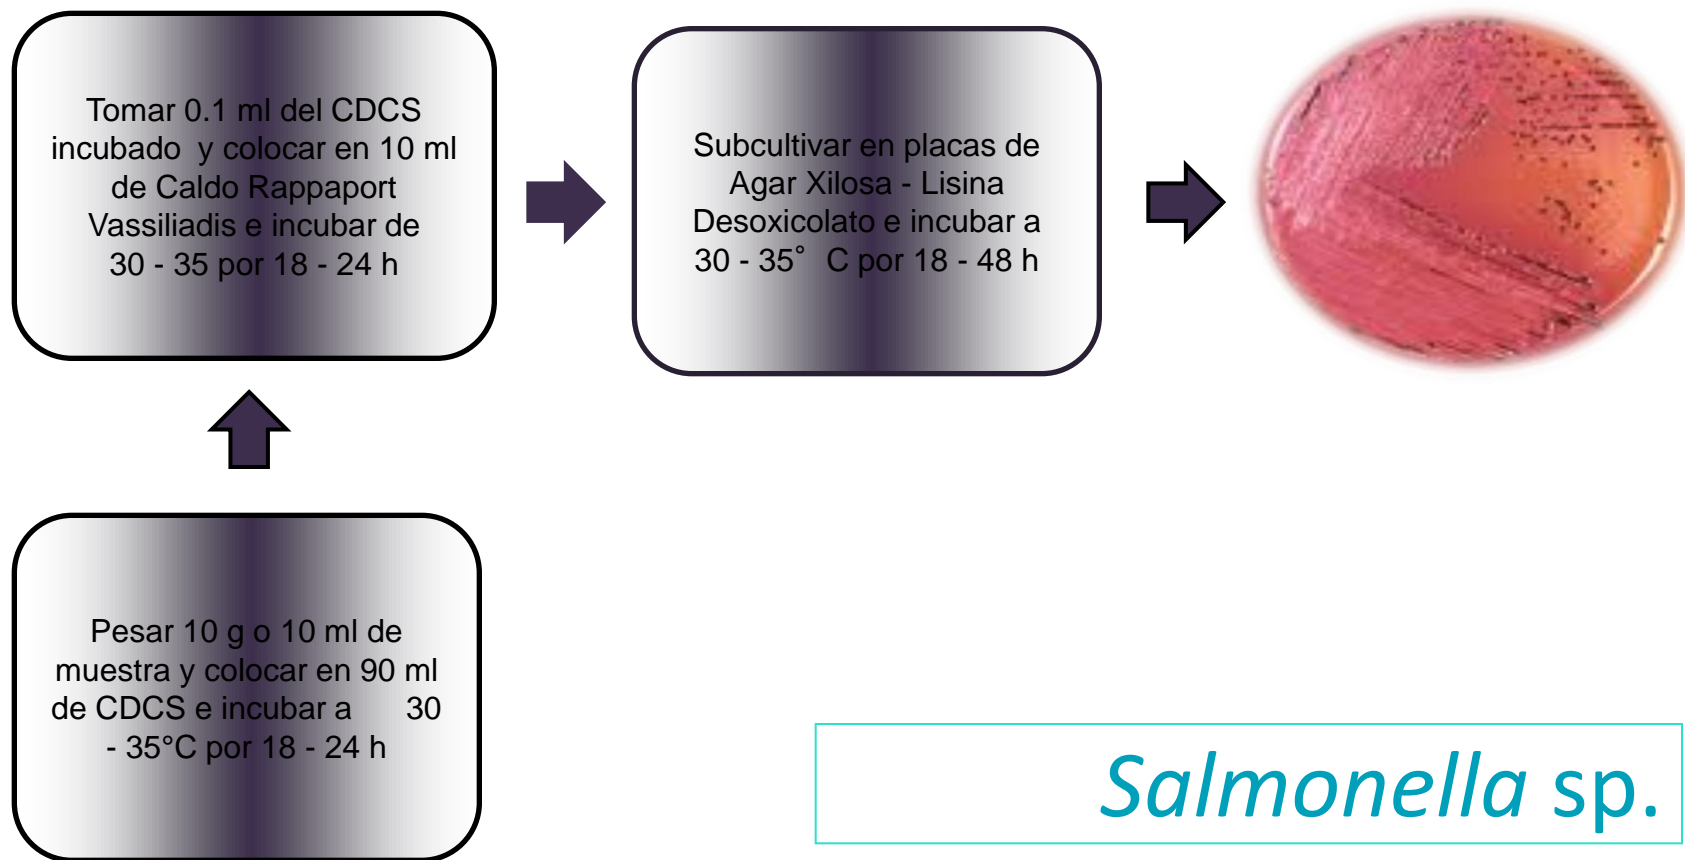 Tomar 0.1 ml del CDCS
incubado y colocar en 10 ml
de Caldo Rappaport
Vassiliadis e incubar de
30 - 35 por 18 - 24 h
Subcultivar en placas de
Agar Xilosa - Lisina
Desoxicolato e incubar a
30 - 35° C por 18 - 48 h
Pesar 10 g o 10 ml de
muestra y colocar en 90 ml
de CDCS e incubar a 30
- 35°C por 18 - 24 h
Salmonella sp.